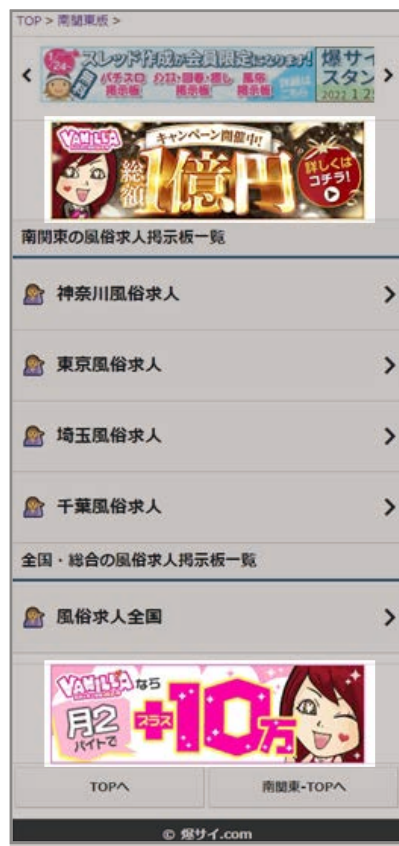 TOP > 南関東版 >
スレッド作成が会員限定になります!
パチスロ
掲示板
風俗
掲示板
爆サイ
スタン
VANILLA
キャンペーン開催中!
総額
1億円
詳しくは
コチラ!
南関東の風俗求人掲示板一覧
神奈川風俗求人
東京風俗求人
埼玉風俗求人
千葉風俗求人
全国・総合の風俗求人掲示板一覧
風俗求人全国
VANILLA なら
月2
バイトで
プラス
+10万
TOPへ
南関東-TOPへ
© 爆サイ.com